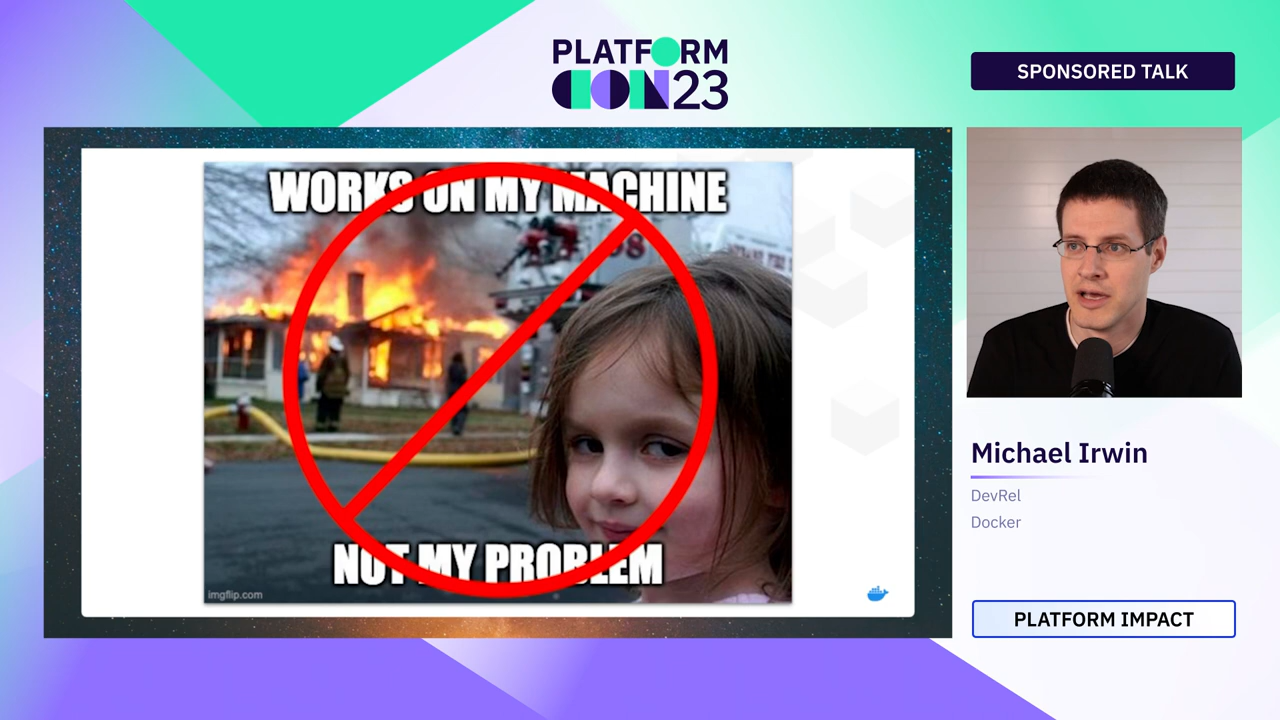 PLATFORM
CON23
SPONSORED TALK
WORKS ON MY MACHINE
NOT MY PROBLEM
imgflip.com
Michael Irwin
DevRel
Docker
PLATFORM IMPACT